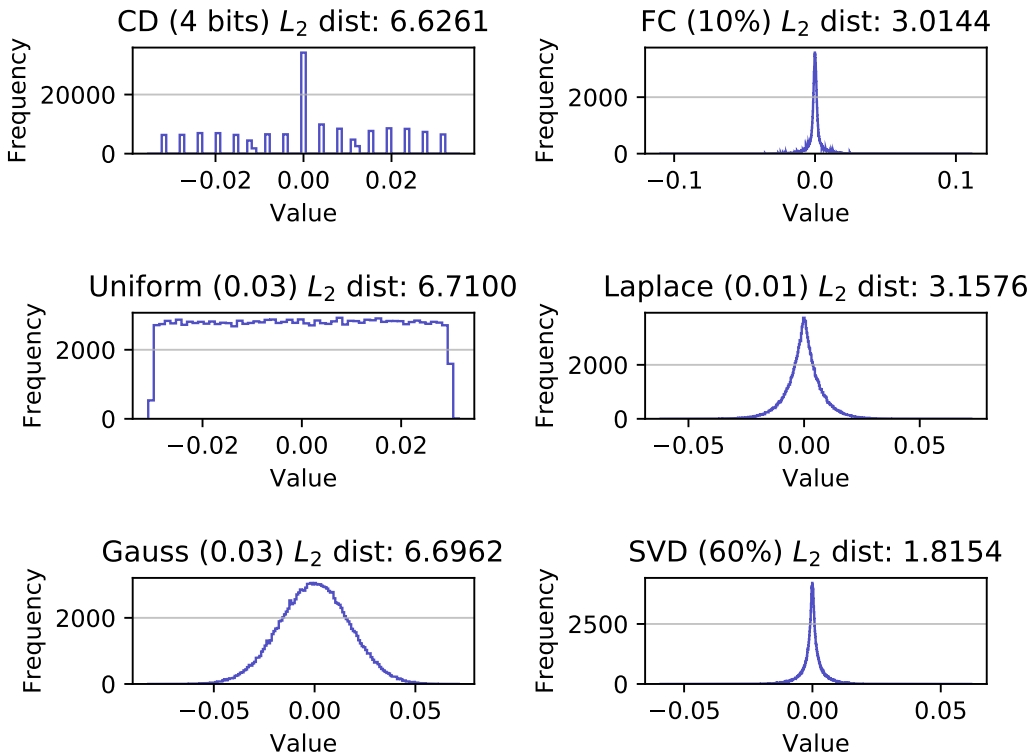 CD (4 bits) L2 dist: 6.6261
Frequency
20000
0
−0.02 0.00 0.02
Value
FC (10%) L2 dist: 3.0144
Frequency
2000
0
−0.1 0.0 0.1
Value
Uniform (0.03) L2 dist: 6.7100
Frequency
2000
0
−0.02 0.00 0.02
Value
Laplace (0.01) L2 dist: 3.1576
Frequency
2000
0
−0.05 0.00 0.05
Value
Gauss (0.03) L2 dist: 6.6962
Frequency
2000
0
−0.05 0.00 0.05
Value
SVD (60%) L2 dist: 1.8154
Frequency
2500
0
−0.05 0.00 0.05
Value